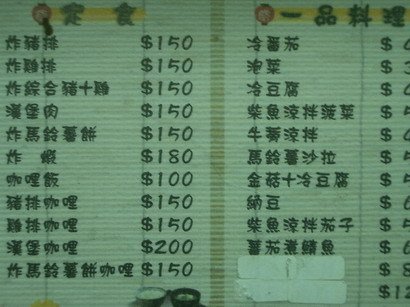 定食
炸豬排 $150
炸雞排 $150
炸綜合豬十雞 $150
漢堡肉 $150
炸馬鈴薯餅 $150
炸 蝦 $180
咖哩飯 $100
豬排咖哩 $150
雞排咖哩 $150
漢堡咖哩 $200
炸馬鈴薯餅咖哩 $150
一品料理
冷番茄 $
泡菜 $
冷豆腐 $
柴魚涼拌菠菜 $
牛蒡涼拌 $
馬鈴薯沙拉 $
金菇十冷豆腐 $
納豆 $
柴魚涼拌茄子 $
蕃茄煮鯖魚 $
$
$